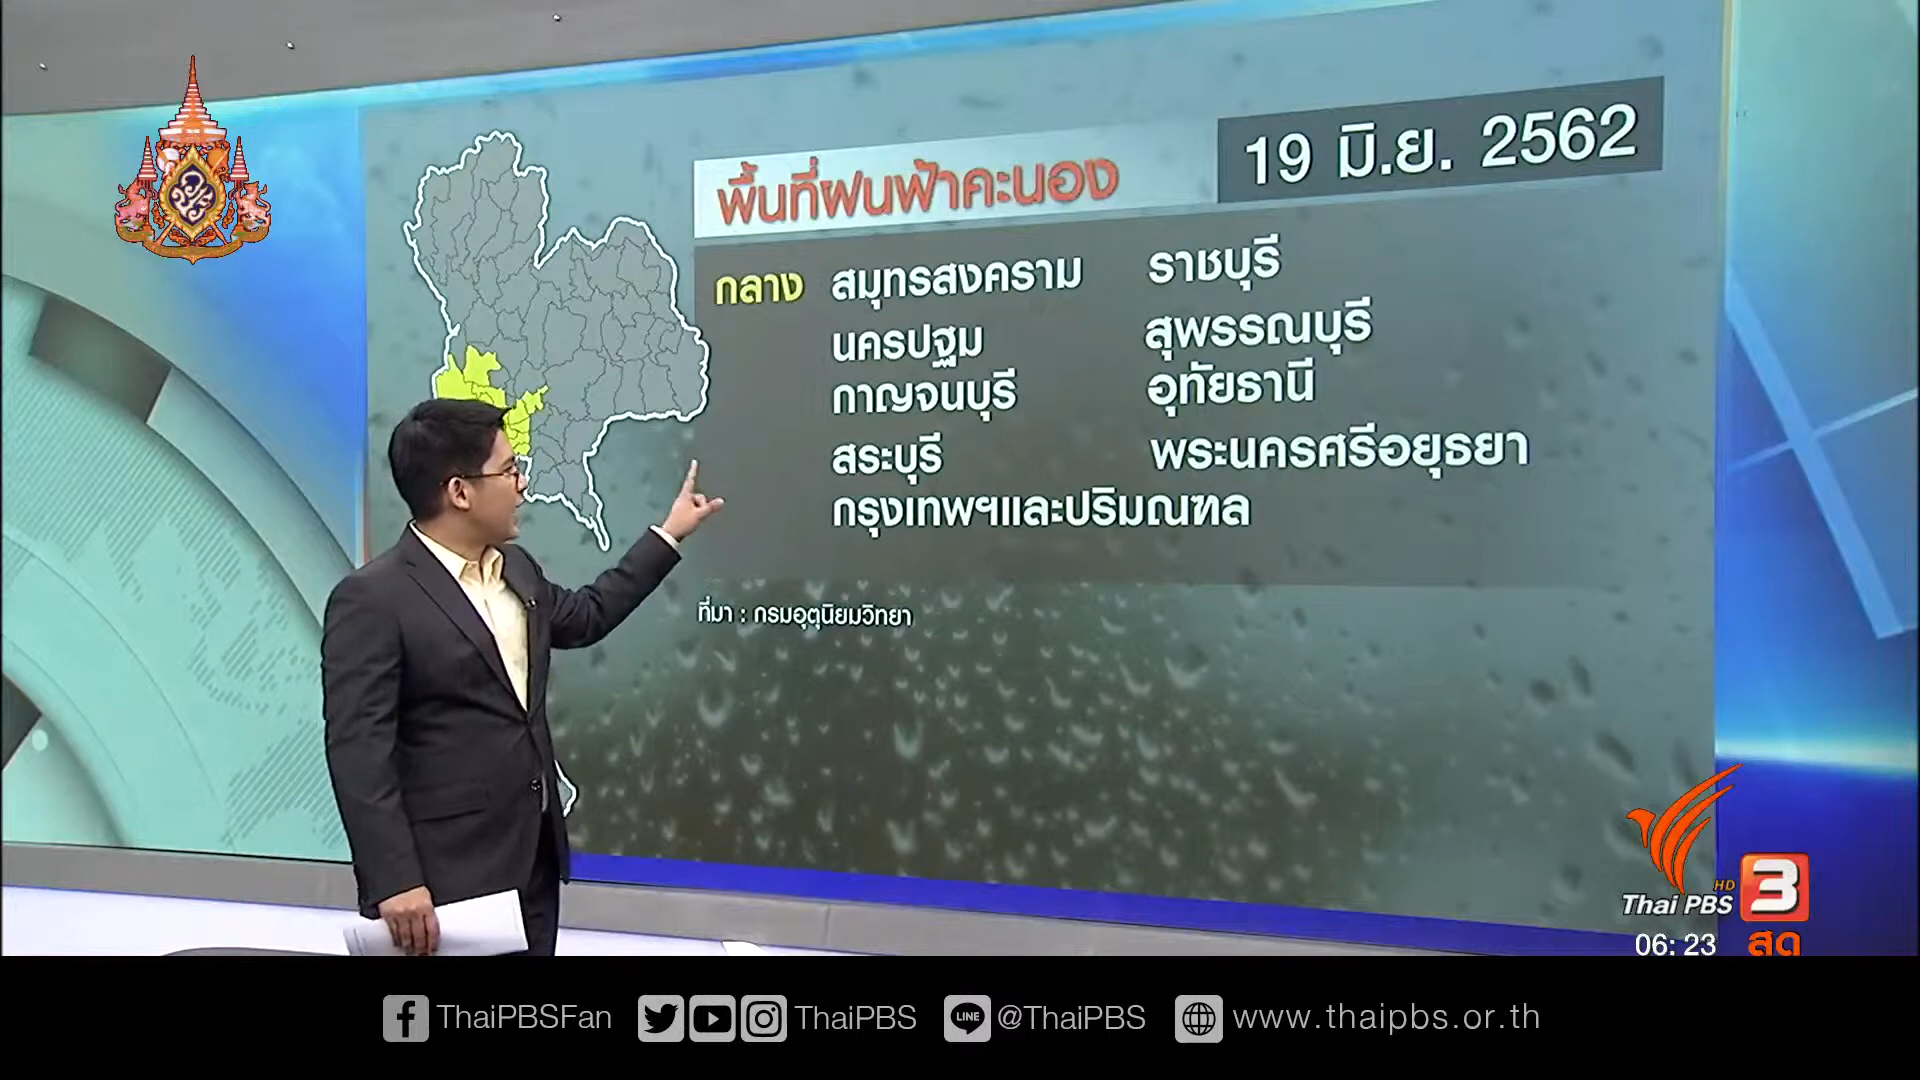 19 มิ.ย. 2562
พื้นที่ฝนฟ้าคะนอง
กลาง สมุทรสงคราม ราชบุรี
นครปฐม สุพรรณบุรี
กาญจนบุรี อุทัยธานี
สระบุรี พระนครศรีอยุธยา
กรุงเทพฯและปริมณฑล
ที่มา : กรมอุตุนิยมวิทยา
HD
Thai PBS 3
06: 23 สด
ThaiPBSFan ThaiPBS LINE @ThaiPBS www.thaipbs.or.th